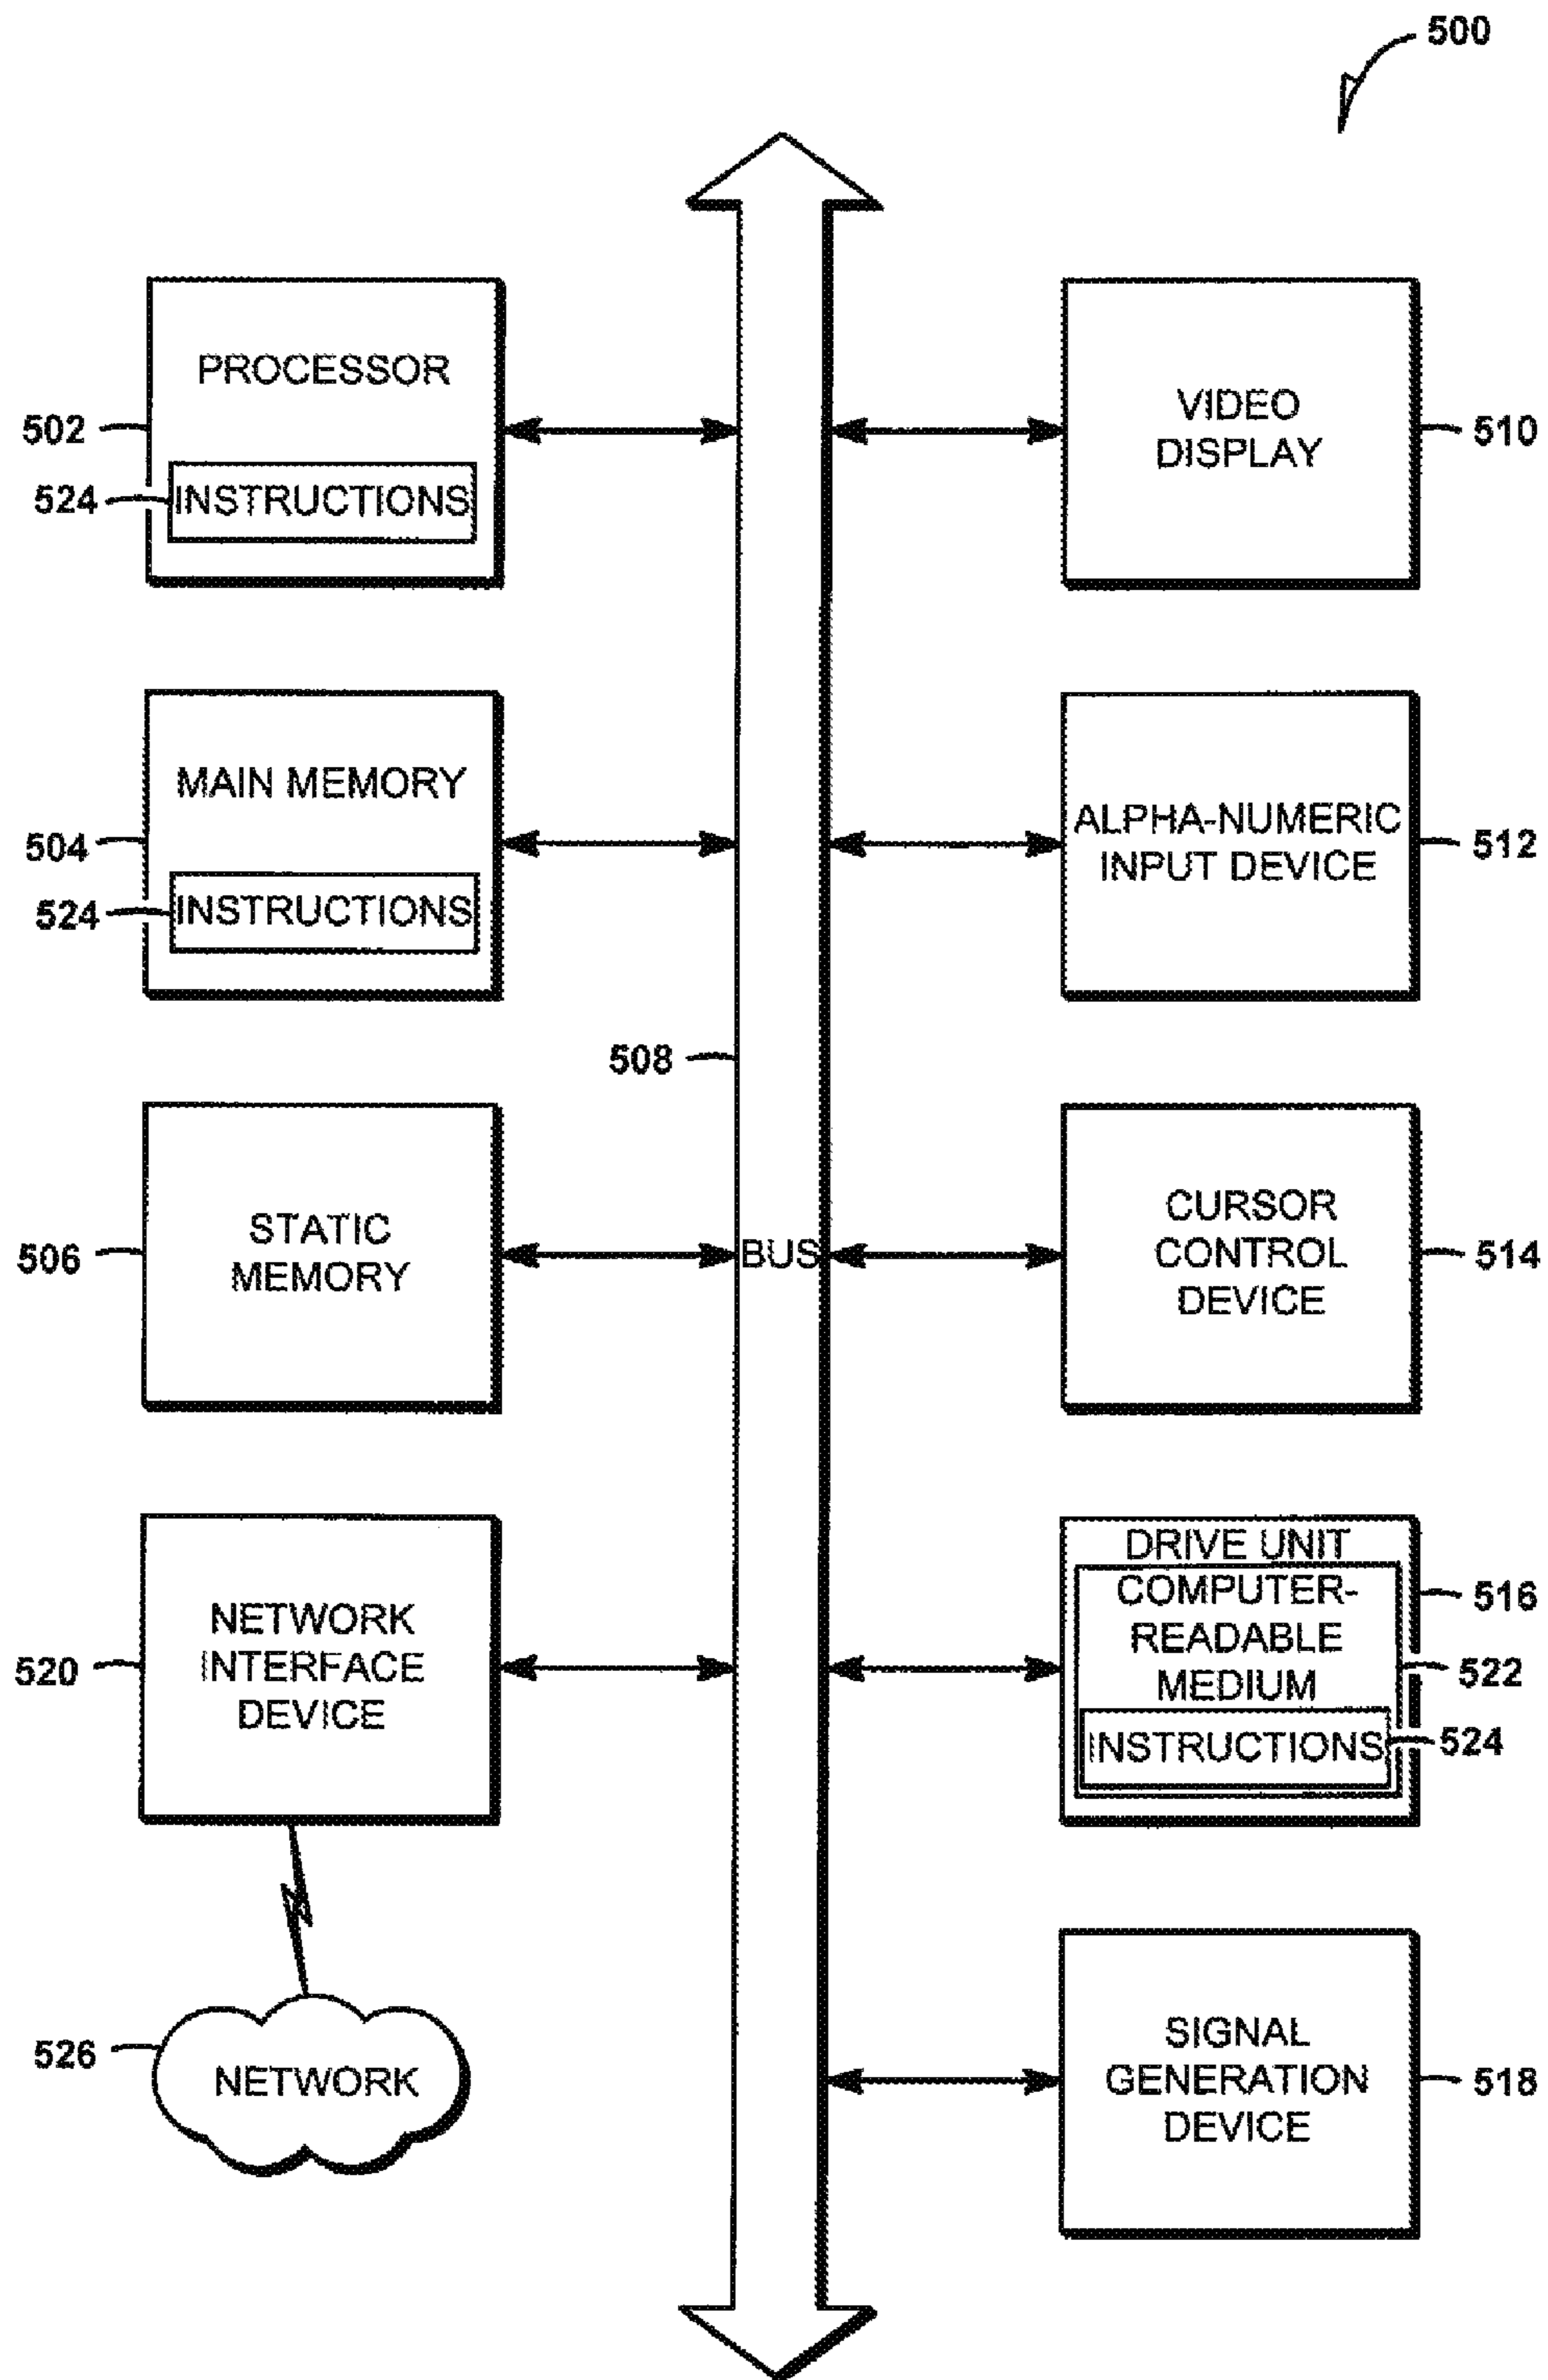 500
PROCESSOR
502
524
INSTRUCTIONS
VIDEO
DISPLAY
510
MAIN MEMORY
504
524
INSTRUCTIONS
ALPHA-NUMERIC
INPUT DEVICE
512
508
STATIC
MEMORY
506
BUS
CURSOR
CONTROL
DEVICE
514
NETWORK
INTERFACE
DEVICE
520
DRIVE UNIT
COMPUTER-
READABLE
MEDIUM
INSTRUCTIONS
516
522
524
526
NETWORK
SIGNAL
GENERATION
DEVICE
518